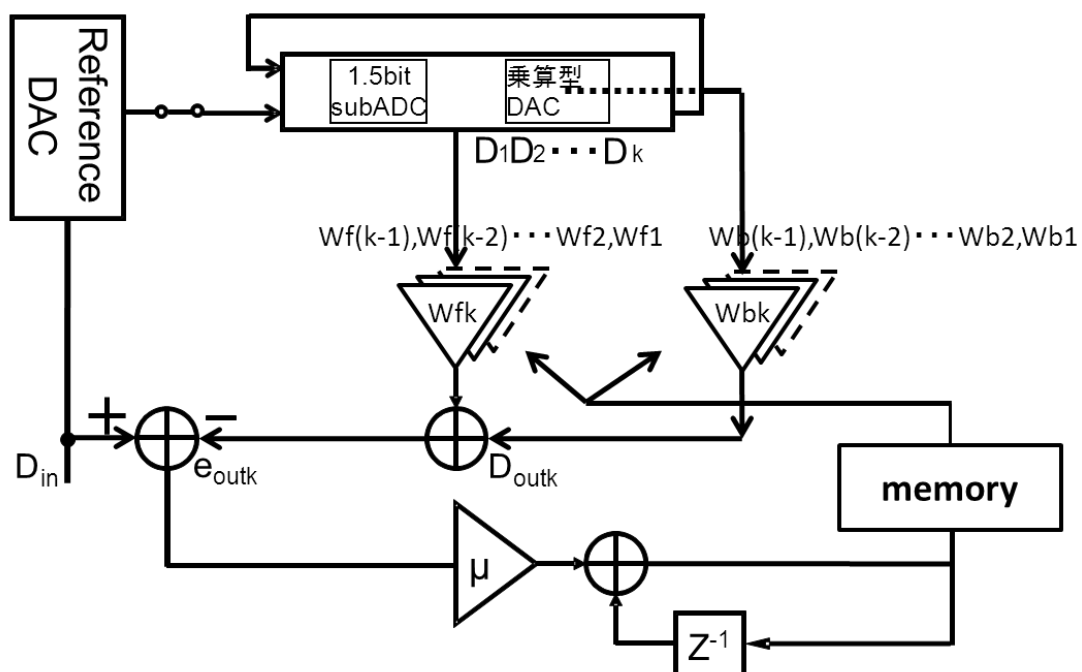 Reference
DAC
1.5bit
subADC
乗算型
DAC
D1D2···Dk
Wf(k-1),Wf(k-2)···Wf2,Wf1
Wb(k-1),Wb(k-2)···Wb2,Wb1
Wfk
Wbk
+
−
Din
eoutk
Doutk
memory
μ
Z-1